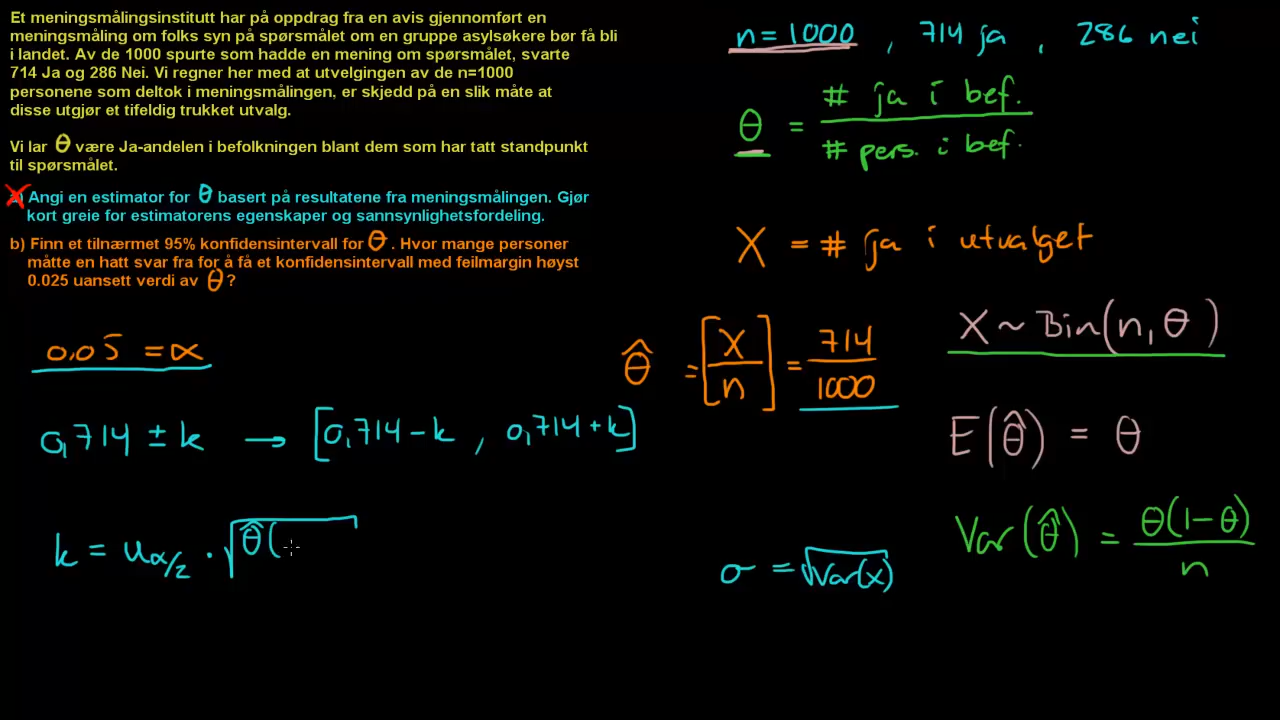 Et meningsmålingsinstitutt har på oppdrag fra en avis gjennomført en
meningsmåling om folks syn på spørsmålet om en gruppe asylsøkere bør få bli
i landet. Av de 1000 spurte som hadde en mening om spørsmålet, svarte
714 Ja og 286 Nei. Vi regner her med at utvelgingen av de n=1000
personene som deltok i meningsmålingen, er skjedd på en slik måte at
disse utgjør et tifeldig trukket utvalg.
Vi lar θ være Ja-andelen i befolkningen blant dem som har tatt standpunkt
til spørsmålet.
a) Angi en estimator for θ basert på resultatene fra meningsmålingen. Gjør
kort greie for estimatorens egenskaper og sannsynlighetsfordeling.
b) Finn et tilnærmet 95% konfidensintervall for θ. Hvor mange personer
måtte en hatt svar fra for å få et konfidensintervall med feilmargin høyst
0.025 uansett verdi av θ?
n = 1000 , 714 ja , 286 nei
θ = # ja i bef. / # pers. i bef.
X = # ja i utvalget
0.05 = α
θ̂ = [X/n] = 714/1000
X ~ Bin(n, θ)
0,714 ± k → [0,714 - k , 0,714 + k]
E(θ̂) = θ
k = u_α/2 · √θ̂(
σ = √Var(x)
Var(θ̂) = θ(1-θ)/n